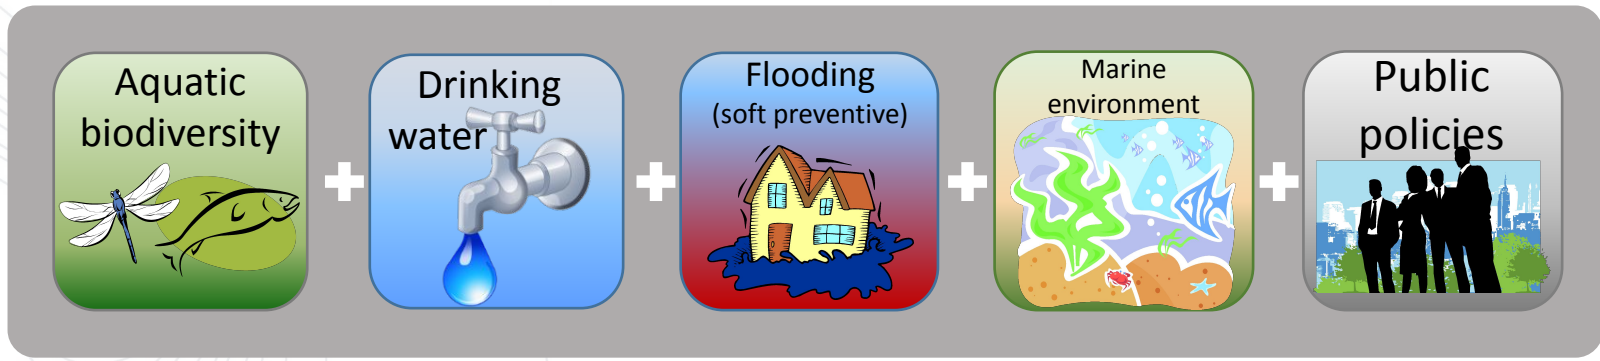 Aquatic
biodiversity
Drinking
water
Flooding
(soft preventive)
Marine
environment
Public
policies